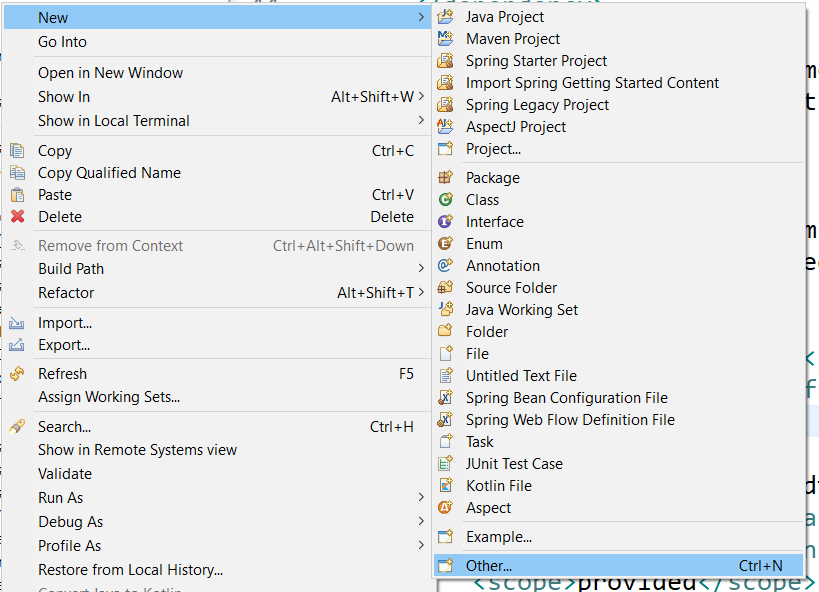 New
Go Into
Open in New Window
Show In Alt+Shift+W
Show in Local Terminal
Copy Ctrl+C
Copy Qualified Name
Paste Ctrl+V
Delete Delete
Remove from Context Ctrl+Alt+Shift+Down
Build Path
Refactor Alt+Shift+T
Import...
Export...
Refresh F5
Assign Working Sets...
Search... Ctrl+H
Show in Remote Systems view
Validate
Run As
Debug As
Profile As
Restore from Local History...
Java Project
Maven Project
Spring Starter Project
Import Spring Getting Started Content
Spring Legacy Project
AspectJ Project
Project...
Package
Class
Interface
Enum
Annotation
Source Folder
Java Working Set
Folder
File
Untitled Text File
Spring Bean Configuration File
Spring Web Flow Definition File
Task
JUnit Test Case
Kotlin File
Aspect
Example...
Other... Ctrl+N
<scope>provided</scope>